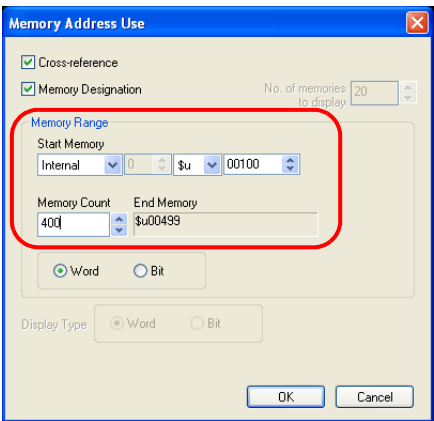 Memory Address Use
Cross-reference
Memory Designation
No. of memories to display 20
Memory Range
Start Memory
Internal 0 $u 00100
Memory Count End Memory
400 $u00499
Word Bit
Display Type Word Bit
OK Cancel